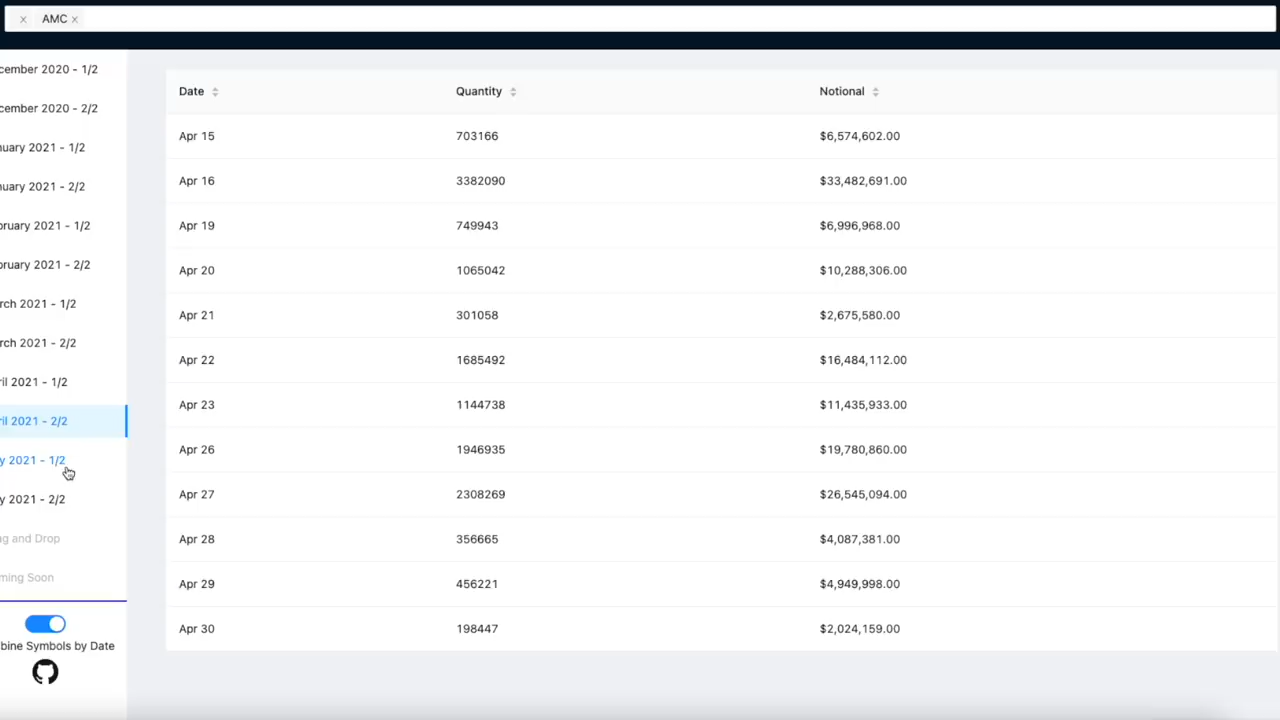 AMC
cember 2020 - 1/2
cember 2020 - 2/2
nuary 2021 - 1/2
nuary 2021 - 2/2
bruary 2021 - 1/2
bruary 2021 - 2/2
rch 2021 - 1/2
rch 2021 - 2/2
ril 2021 - 1/2
ril 2021 - 2/2
y 2021 - 1/2
y 2021 - 2/2
ag and Drop
ming Soon
bine Symbols by Date
Date Quantity Notional
Apr 15 703166 $6,574,602.00
Apr 16 3382090 $33,482,691.00
Apr 19 749943 $6,996,968.00
Apr 20 1065042 $10,288,306.00
Apr 21 301058 $2,675,580.00
Apr 22 1685492 $16,484,112.00
Apr 23 1144738 $11,435,933.00
Apr 26 1946935 $19,780,860.00
Apr 27 2308269 $26,545,094.00
Apr 28 356665 $4,087,381.00
Apr 29 456221 $4,949,998.00
Apr 30 198447 $2,024,159.00